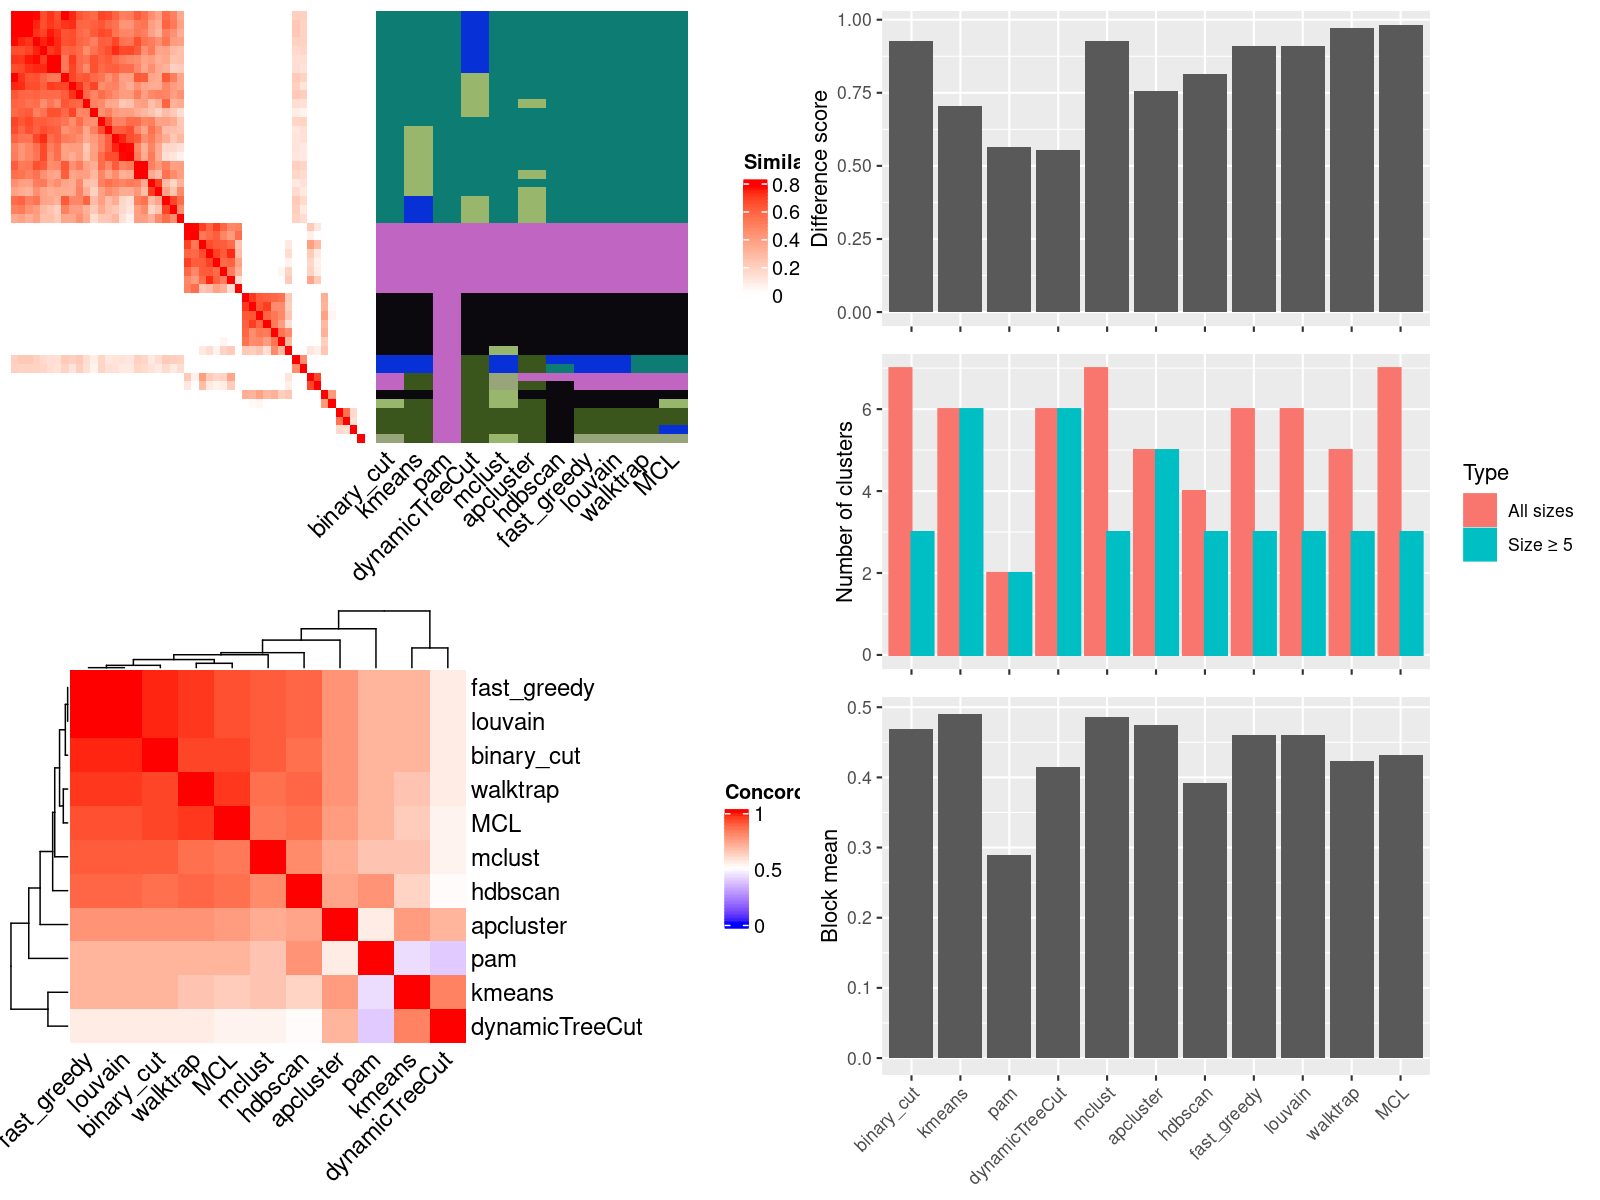 Simila
0.8
0.6
0.4
0.2
0
binary_cut
kmeans
pam
dynamicTreeCut
mclust
apcluster
hdbscan
fast_greedy
louvain
walktrap
MCL
fast_greedy
louvain
binary_cut
walktrap
MCL
mclust
hdbscan
apcluster
pam
kmeans
dynamicTreeCut
Concord
1
0.5
0
fast_greedy
louvain
binary_cut
walktrap
MCL
mclust
hdbscan
apcluster
pam
kmeans
dynamicTreeCut
Difference score
1.00
0.75
0.50
0.25
0.00
Number of clusters
6
4
2
0
Type
All sizes
Size ≥ 5
Block mean
0.5
0.4
0.3
0.2
0.1
0.0
binary_cut
kmeans
pam
dynamicTreeCut
mclust
apcluster
hdbscan
fast_greedy
louvain
walktrap
MCL